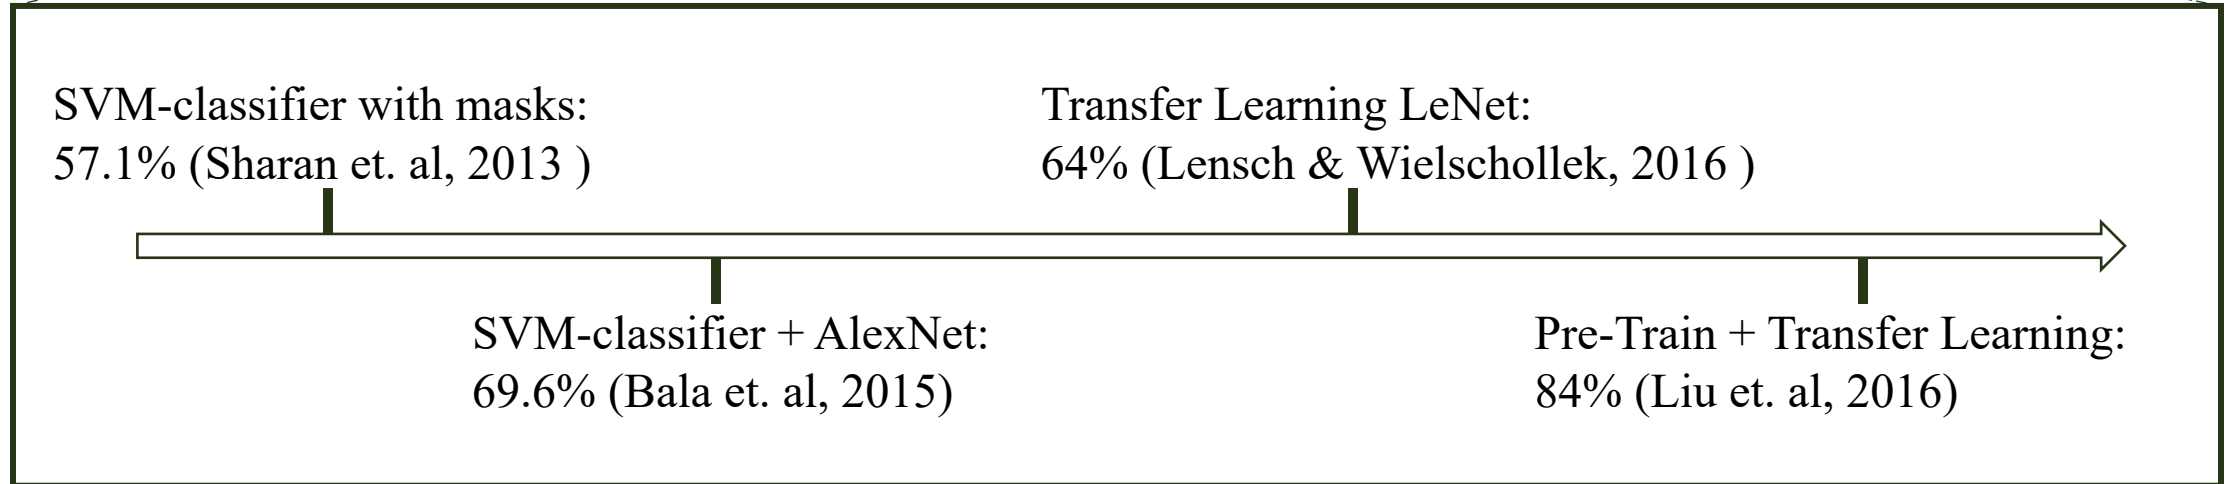 SVM-classifier with masks:
57.1% (Sharan et. al, 2013 )
Transfer Learning LeNet:
64% (Lensch & Wielschollek, 2016 )
SVM-classifier + AlexNet:
69.6% (Bala et. al, 2015)
Pre-Train + Transfer Learning:
84% (Liu et. al, 2016)